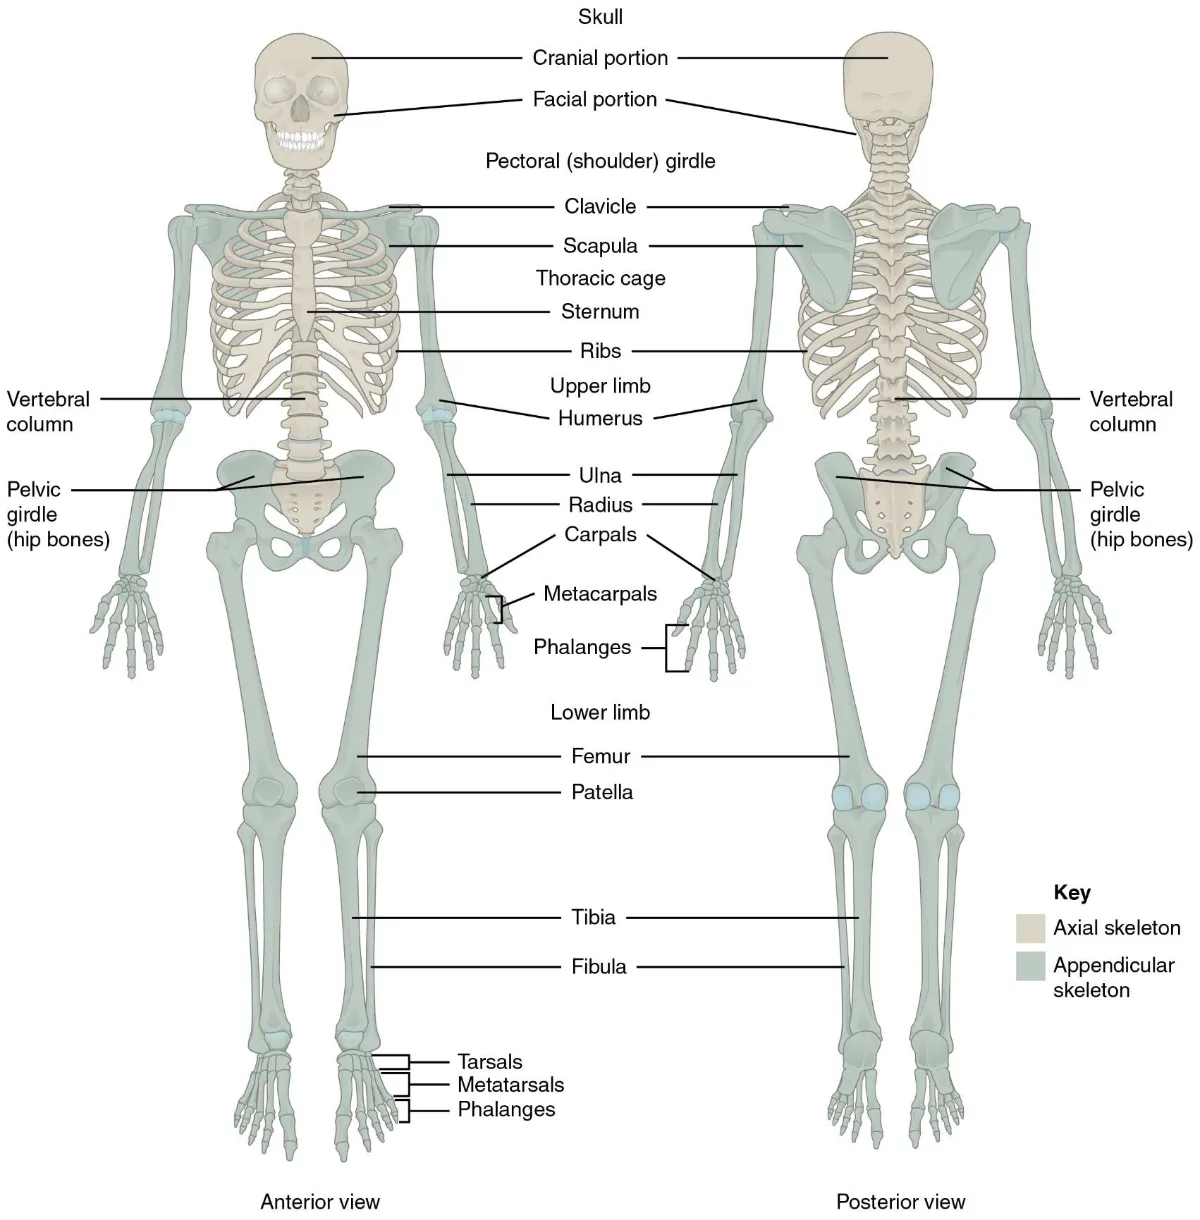 Skull
Cranial portion
Facial portion
Pectoral (shoulder) girdle
Clavicle
Scapula
Thoracic cage
Sternum
Ribs
Upper limb
Humerus
Vertebral
column
Vertebral
column
Ulna
Radius
Pelvic
girdle
(hip bones)
Pelvic
girdle
(hip bones)
Carpals
Metacarpals
Phalanges
Lower limb
Femur
Patella
Tibia
Fibula
Key
Axial skeleton
Appendicular
skeleton
Tarsals
Metatarsals
Phalanges
Anterior view
Posterior view